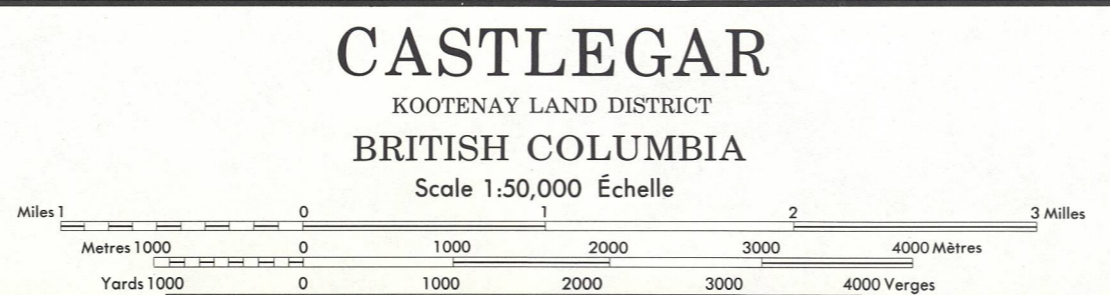 CASTLEGAR
KOOTENAY LAND DISTRICT
BRITISH COLUMBIA
Scale 1:50,000 Échelle
Miles 1 0 1 2 3 Milles
Metres 1000 0 1000 2000 3000 4000 Mètres
Yards 1000 0 1000 2000 3000 4000 Verges